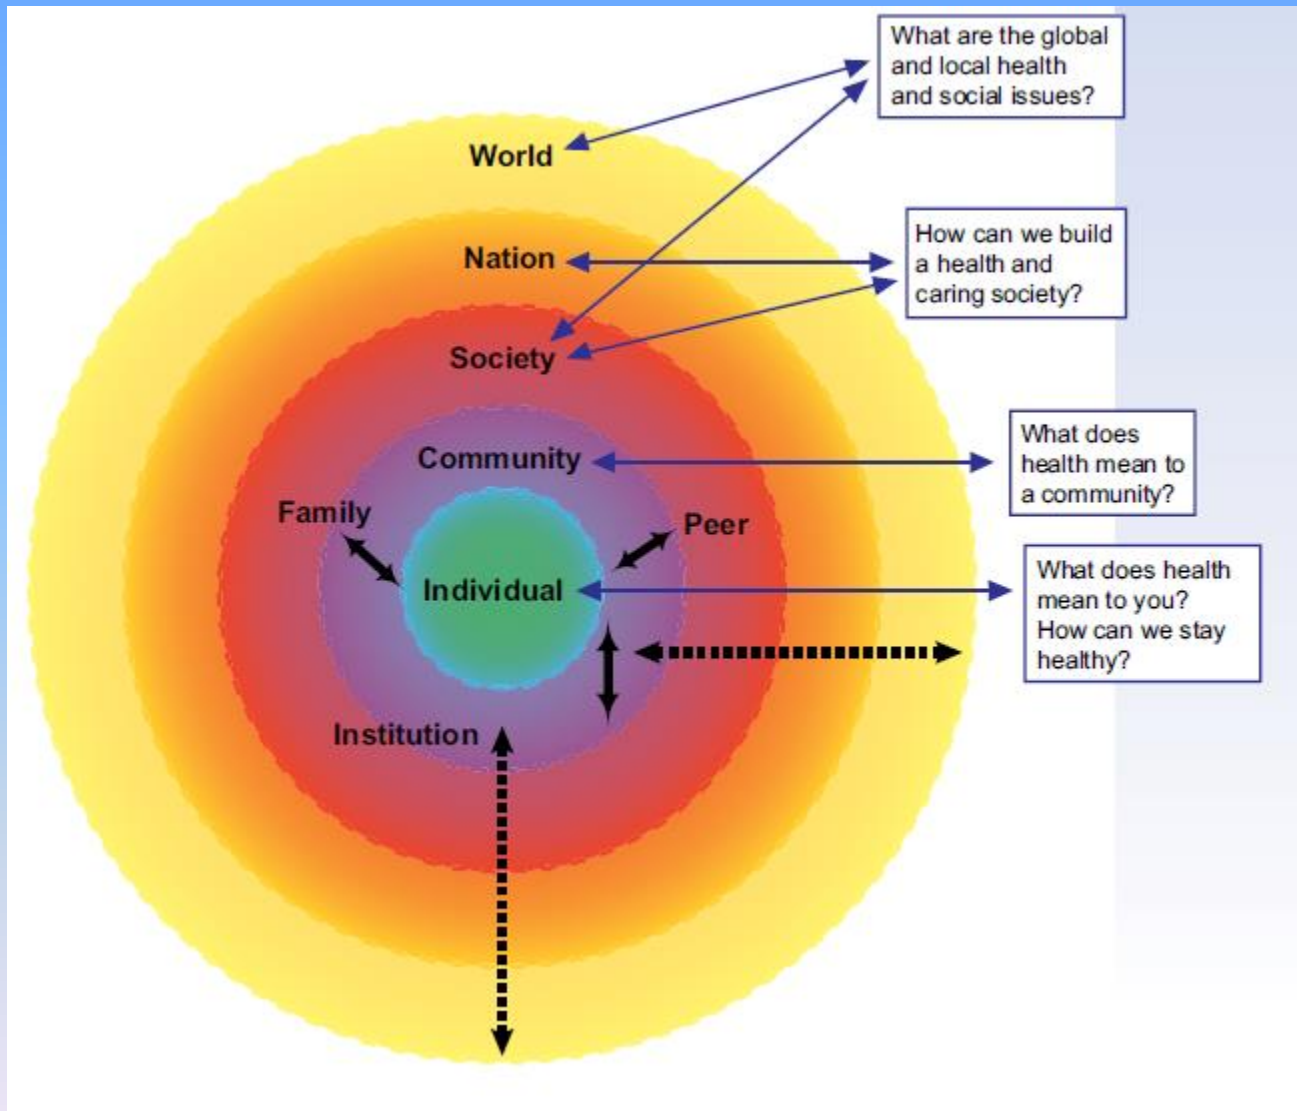 What are the global
and local health
and social issues?
World
How can we build
a health and
caring society?
Nation
Society
What does
health mean to
a community?
Community
Family
Peer
What does health
mean to you?
How can we stay
healthy?
Individual
Institution